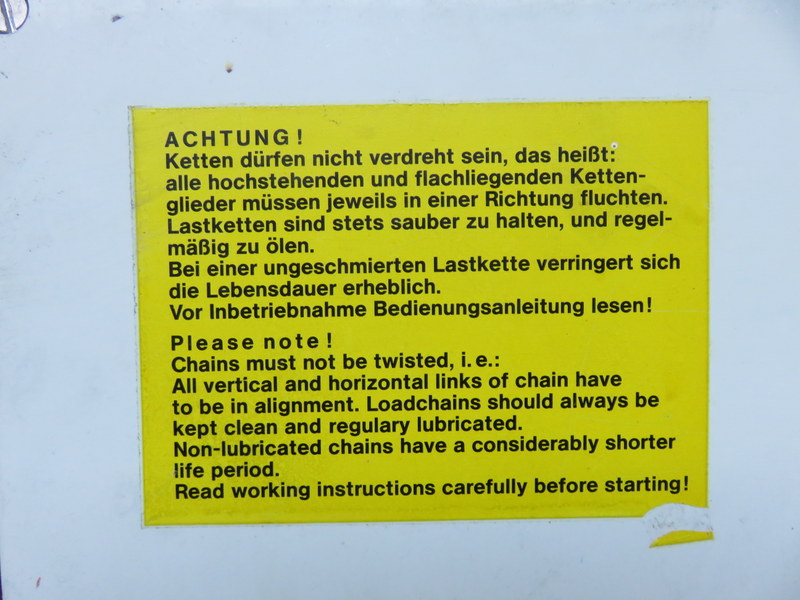 ACHTUNG!
Ketten dürfen nicht verdreht sein, das heißt:
alle hochstehenden und flachliegenden Ketten-
glieder müssen jeweils in einer Richtung fluchten.
Lastketten sind stets sauber zu halten, und regel-
mäßig zu ölen.
Bei einer ungeschmierten Lastkette verringert sich
die Lebensdauer erheblich.
Vor Inbetriebnahme Bedienungsanleitung lesen!
Please note!
Chains must not be twisted, i.e.:
All vertical and horizontal links of chain have
to be in alignment. Loadchains should always be
kept clean and regulary lubricated.
Non-lubricated chains have a considerably shorter
life period.
Read working instructions carefully before starting!